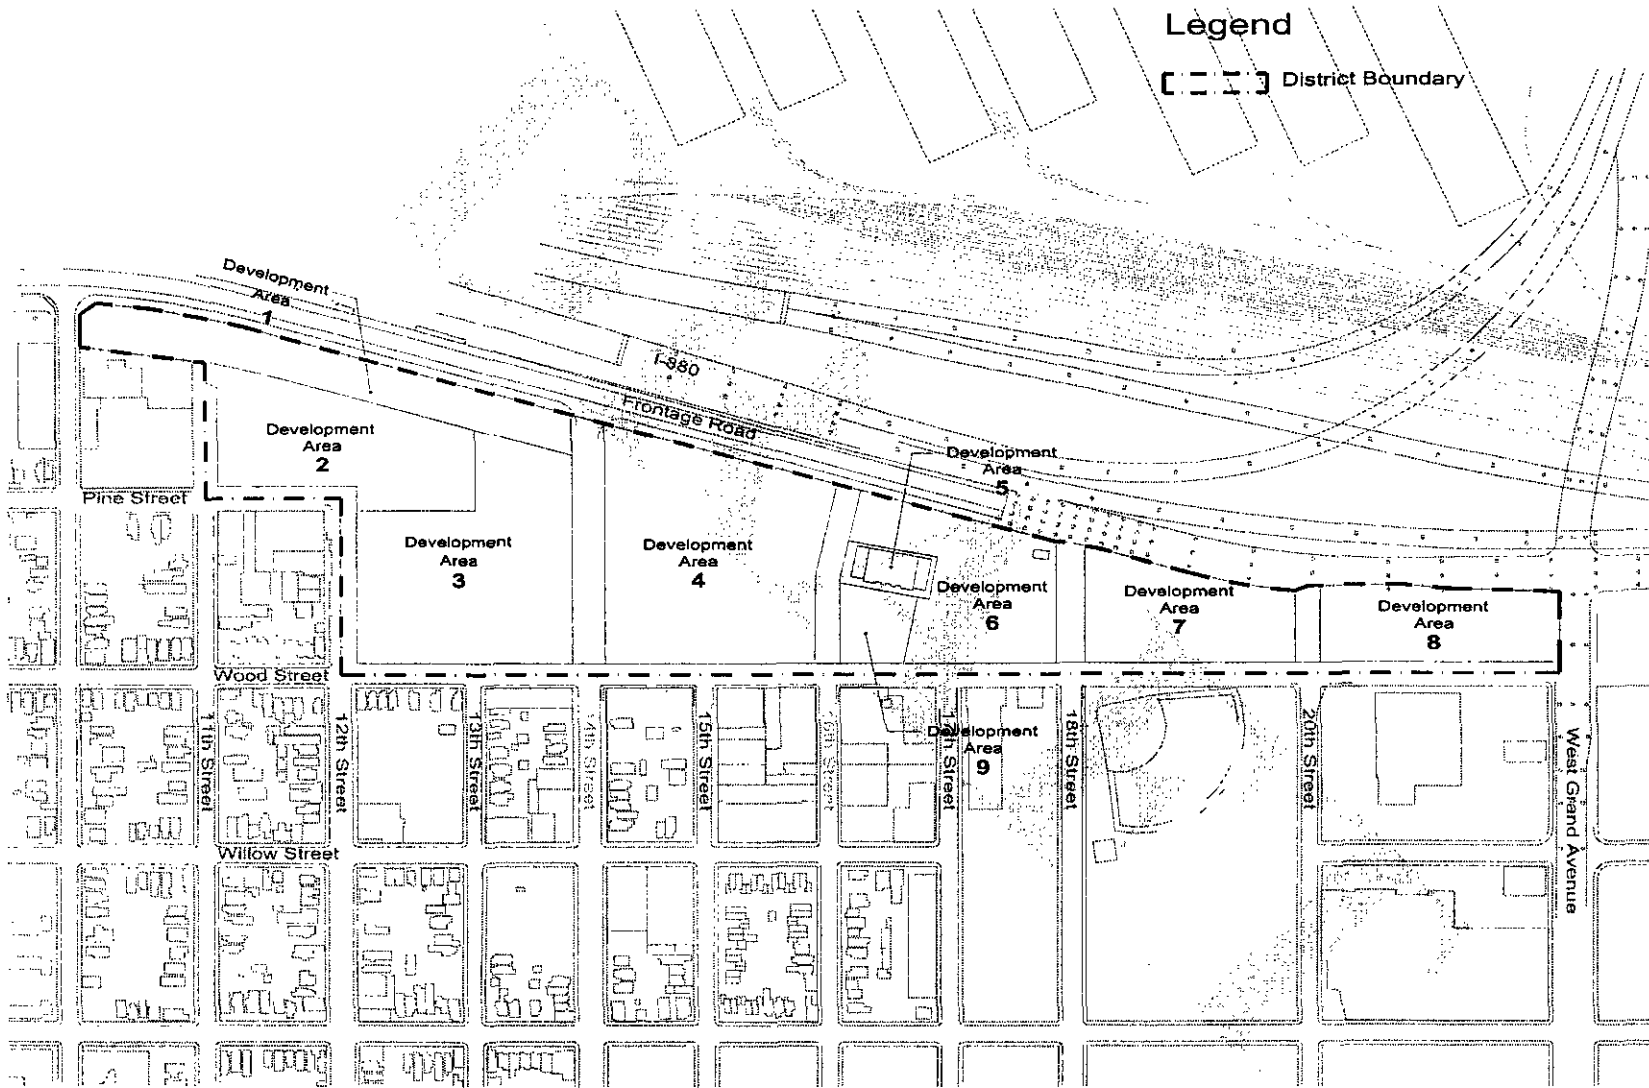 Legend
District Boundary
Development
Area
1
I-880
Frontage Road
Development
Area
2
Development
Area
5
Pine Street
Development
Area
3
Development
Area
4
Development
Area
6
Development
Area
7
Development
Area
8
Wood Street
11th Street
12th Street
13th Street
14th Street
15th Street
16th Street
17th Street
18th Street
20th Street
West Grand Avenue
Development
Area
9
Willow Street